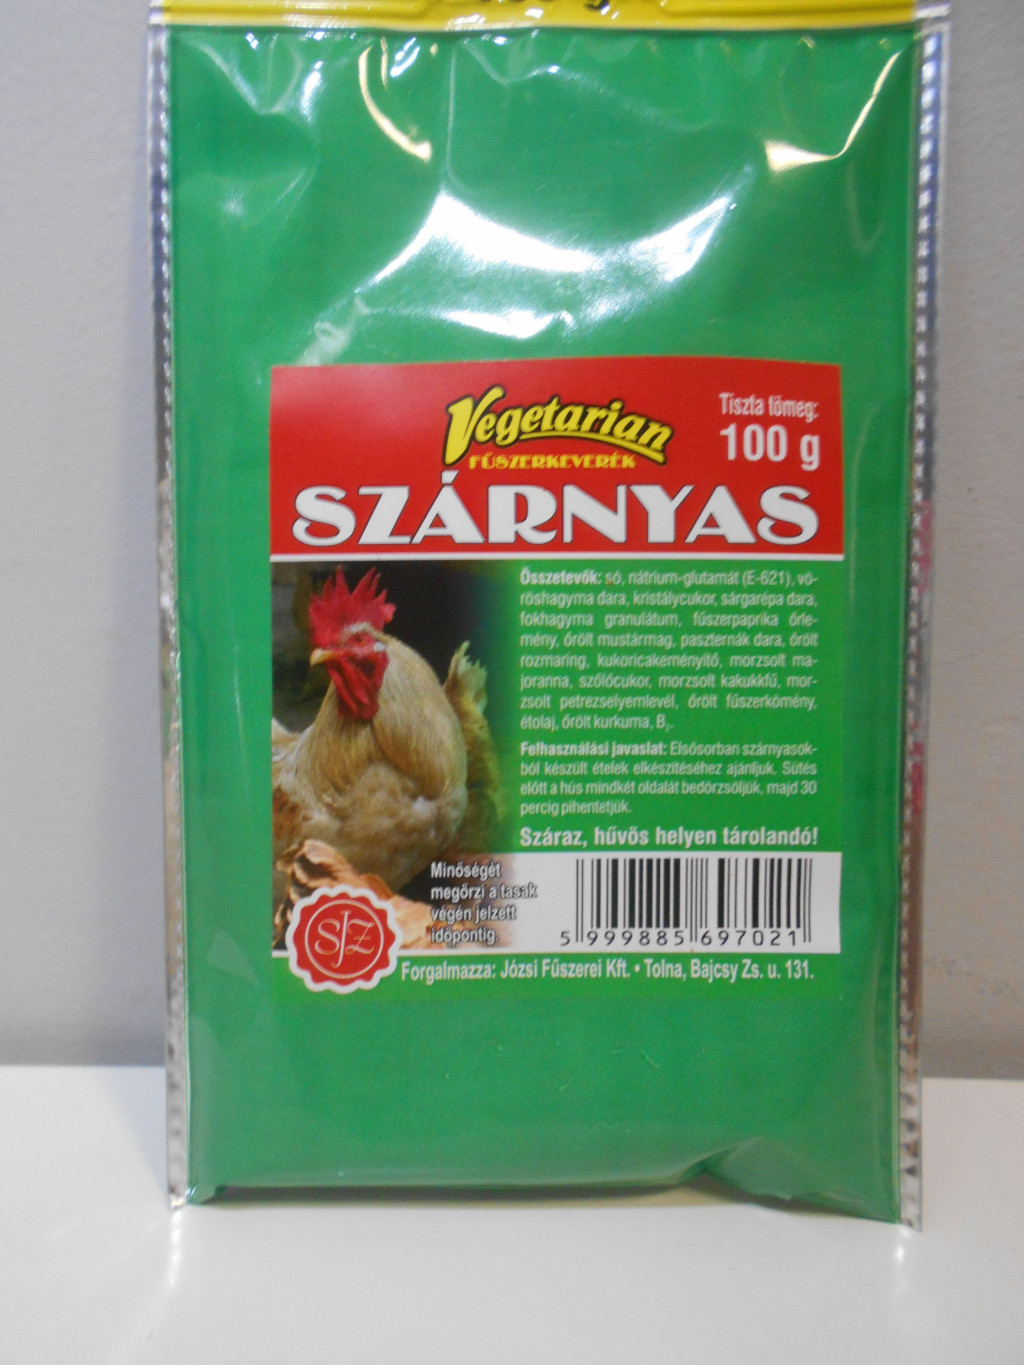 Vegetarian
FŰSZERKEVERÉK
Tiszta tömeg:
100 g
SZÁRNYAS
Összetevők: só, nátrium-glutamát (E-621), vö-
röshagyma dara, kristálycukor, sárgarépa dara,
fokhagyma granulátum, fűszerpaprika őrle-
mény, őrölt mustármag, paszternák dara, őrölt
rozmaring, kukoricakeményítő, morzsolt ma-
joranna, szőlőcukor, morzsolt kakukkfű, mor-
zsolt petrezselyemlevél, őrölt fűszerkömény,
étolaj, őrölt kurkuma, B₂.
Felhasználási javaslat: Elsősorban szárnyasok-
ból készült ételek elkészítéséhez ajánljuk. Sütés
előtt a hús mindkét oldalát bedörzsöljük, majd 30
percig pihentetjük.
Száraz, hűvös helyen tárolandó!
Minőségét
megőrzi a tasak
végén jelzett
időpontig.
5 999885 697021
SJZ
Forgalmazza: Józsi Fűszerei Kft. • Tolna, Bajcsy Zs. u. 131.